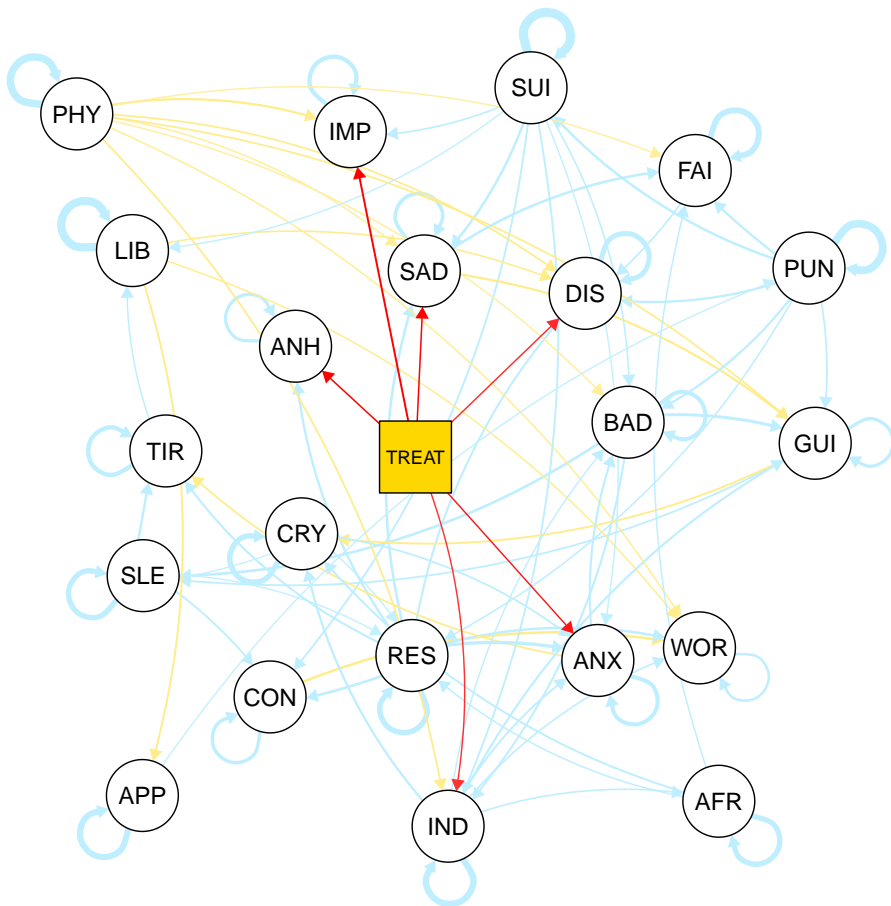 SUI
PHY
IMP
FAI
LIB
SAD
PUN
DIS
ANH
BAD
GUI
TIR
TREAT
CRY
SLE
RES
ANX
WOR
CON
APP
AFR
IND